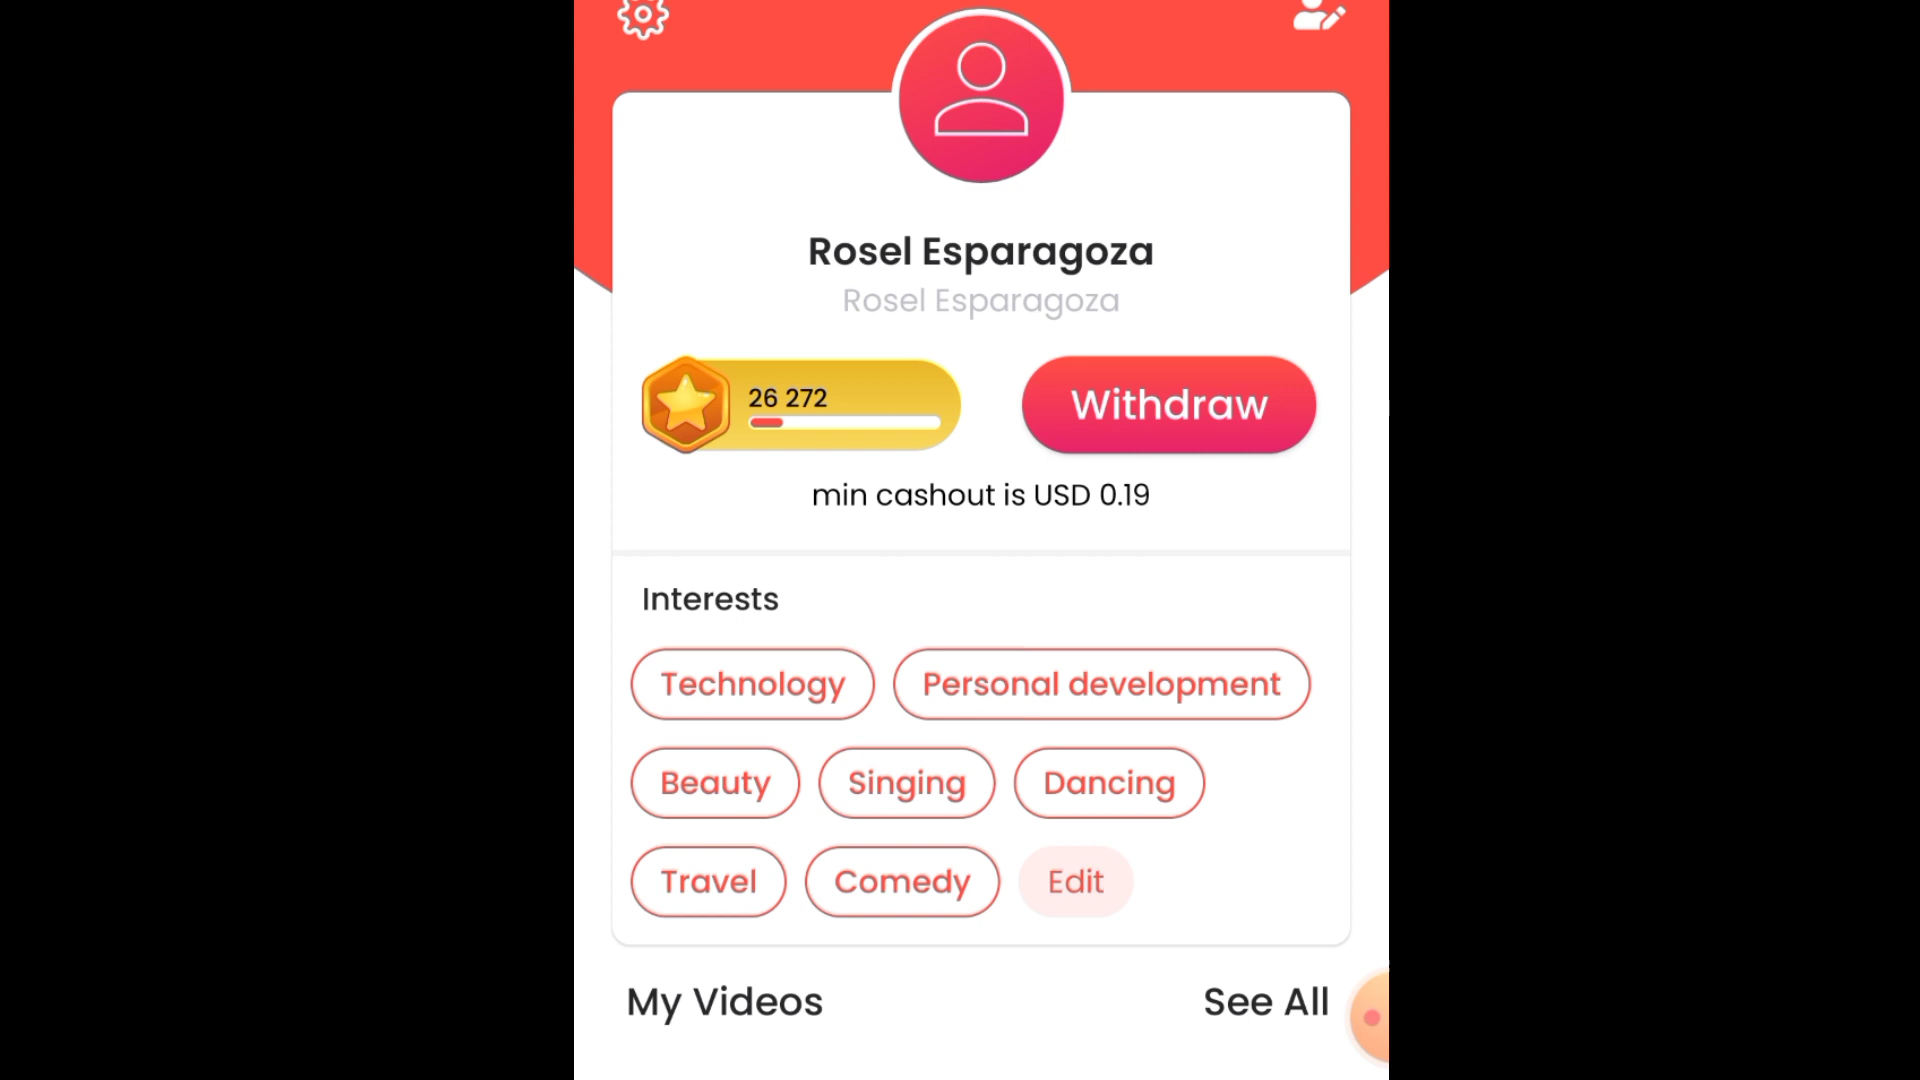 Rosel Esparagoza
Rosel Esparagoza
26 272
Withdraw
min cashout is USD 0.19
Interests
Technology
Personal development
Beauty
Singing
Dancing
Travel
Comedy
Edit
My Videos
See All